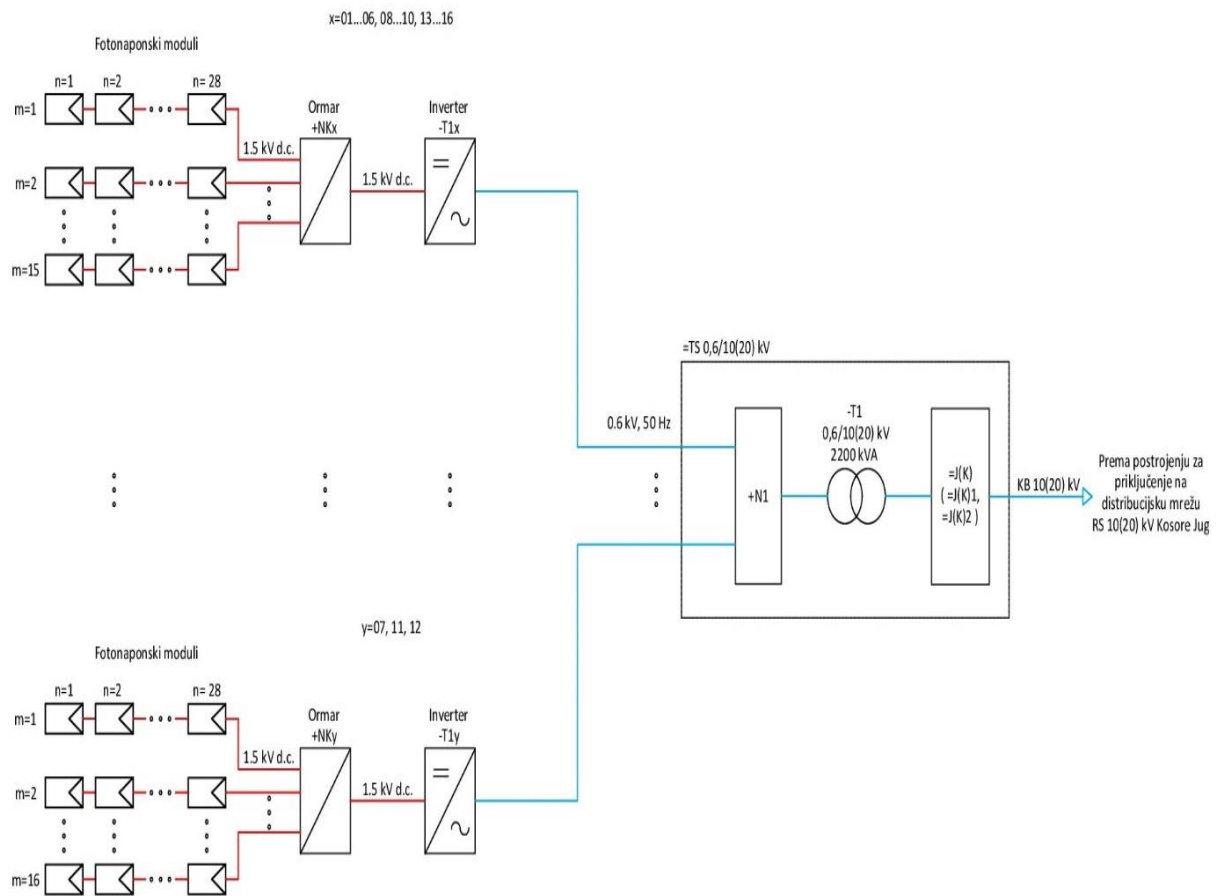 x=01...06, 08...10, 13...16
Fotonaponski moduli
n=1 n=2 n= 28
m=1
m=2
m=15
1.5 kV d.c.
Ormar
+NKx
1.5 kV d.c.
Inverter
-T1x
=TS 0,6/10(20) kV
0.6 kV, 50 Hz
+N1
-T1
0,6/10(20) kV
2200 kVA
=J(K)
( =J(K)1,
=J(K)2 )
KB 10(20) kV
Prema postrojenju za
priključenje na
distribucijsku mrežu
RS 10(20) kV Kosore Jug
y=07, 11, 12
Fotonaponski moduli
n=1 n=2 n= 28
m=1
m=2
m=16
1.5 kV d.c.
Ormar
+NKy
1.5 kV d.c.
Inverter
-T1y